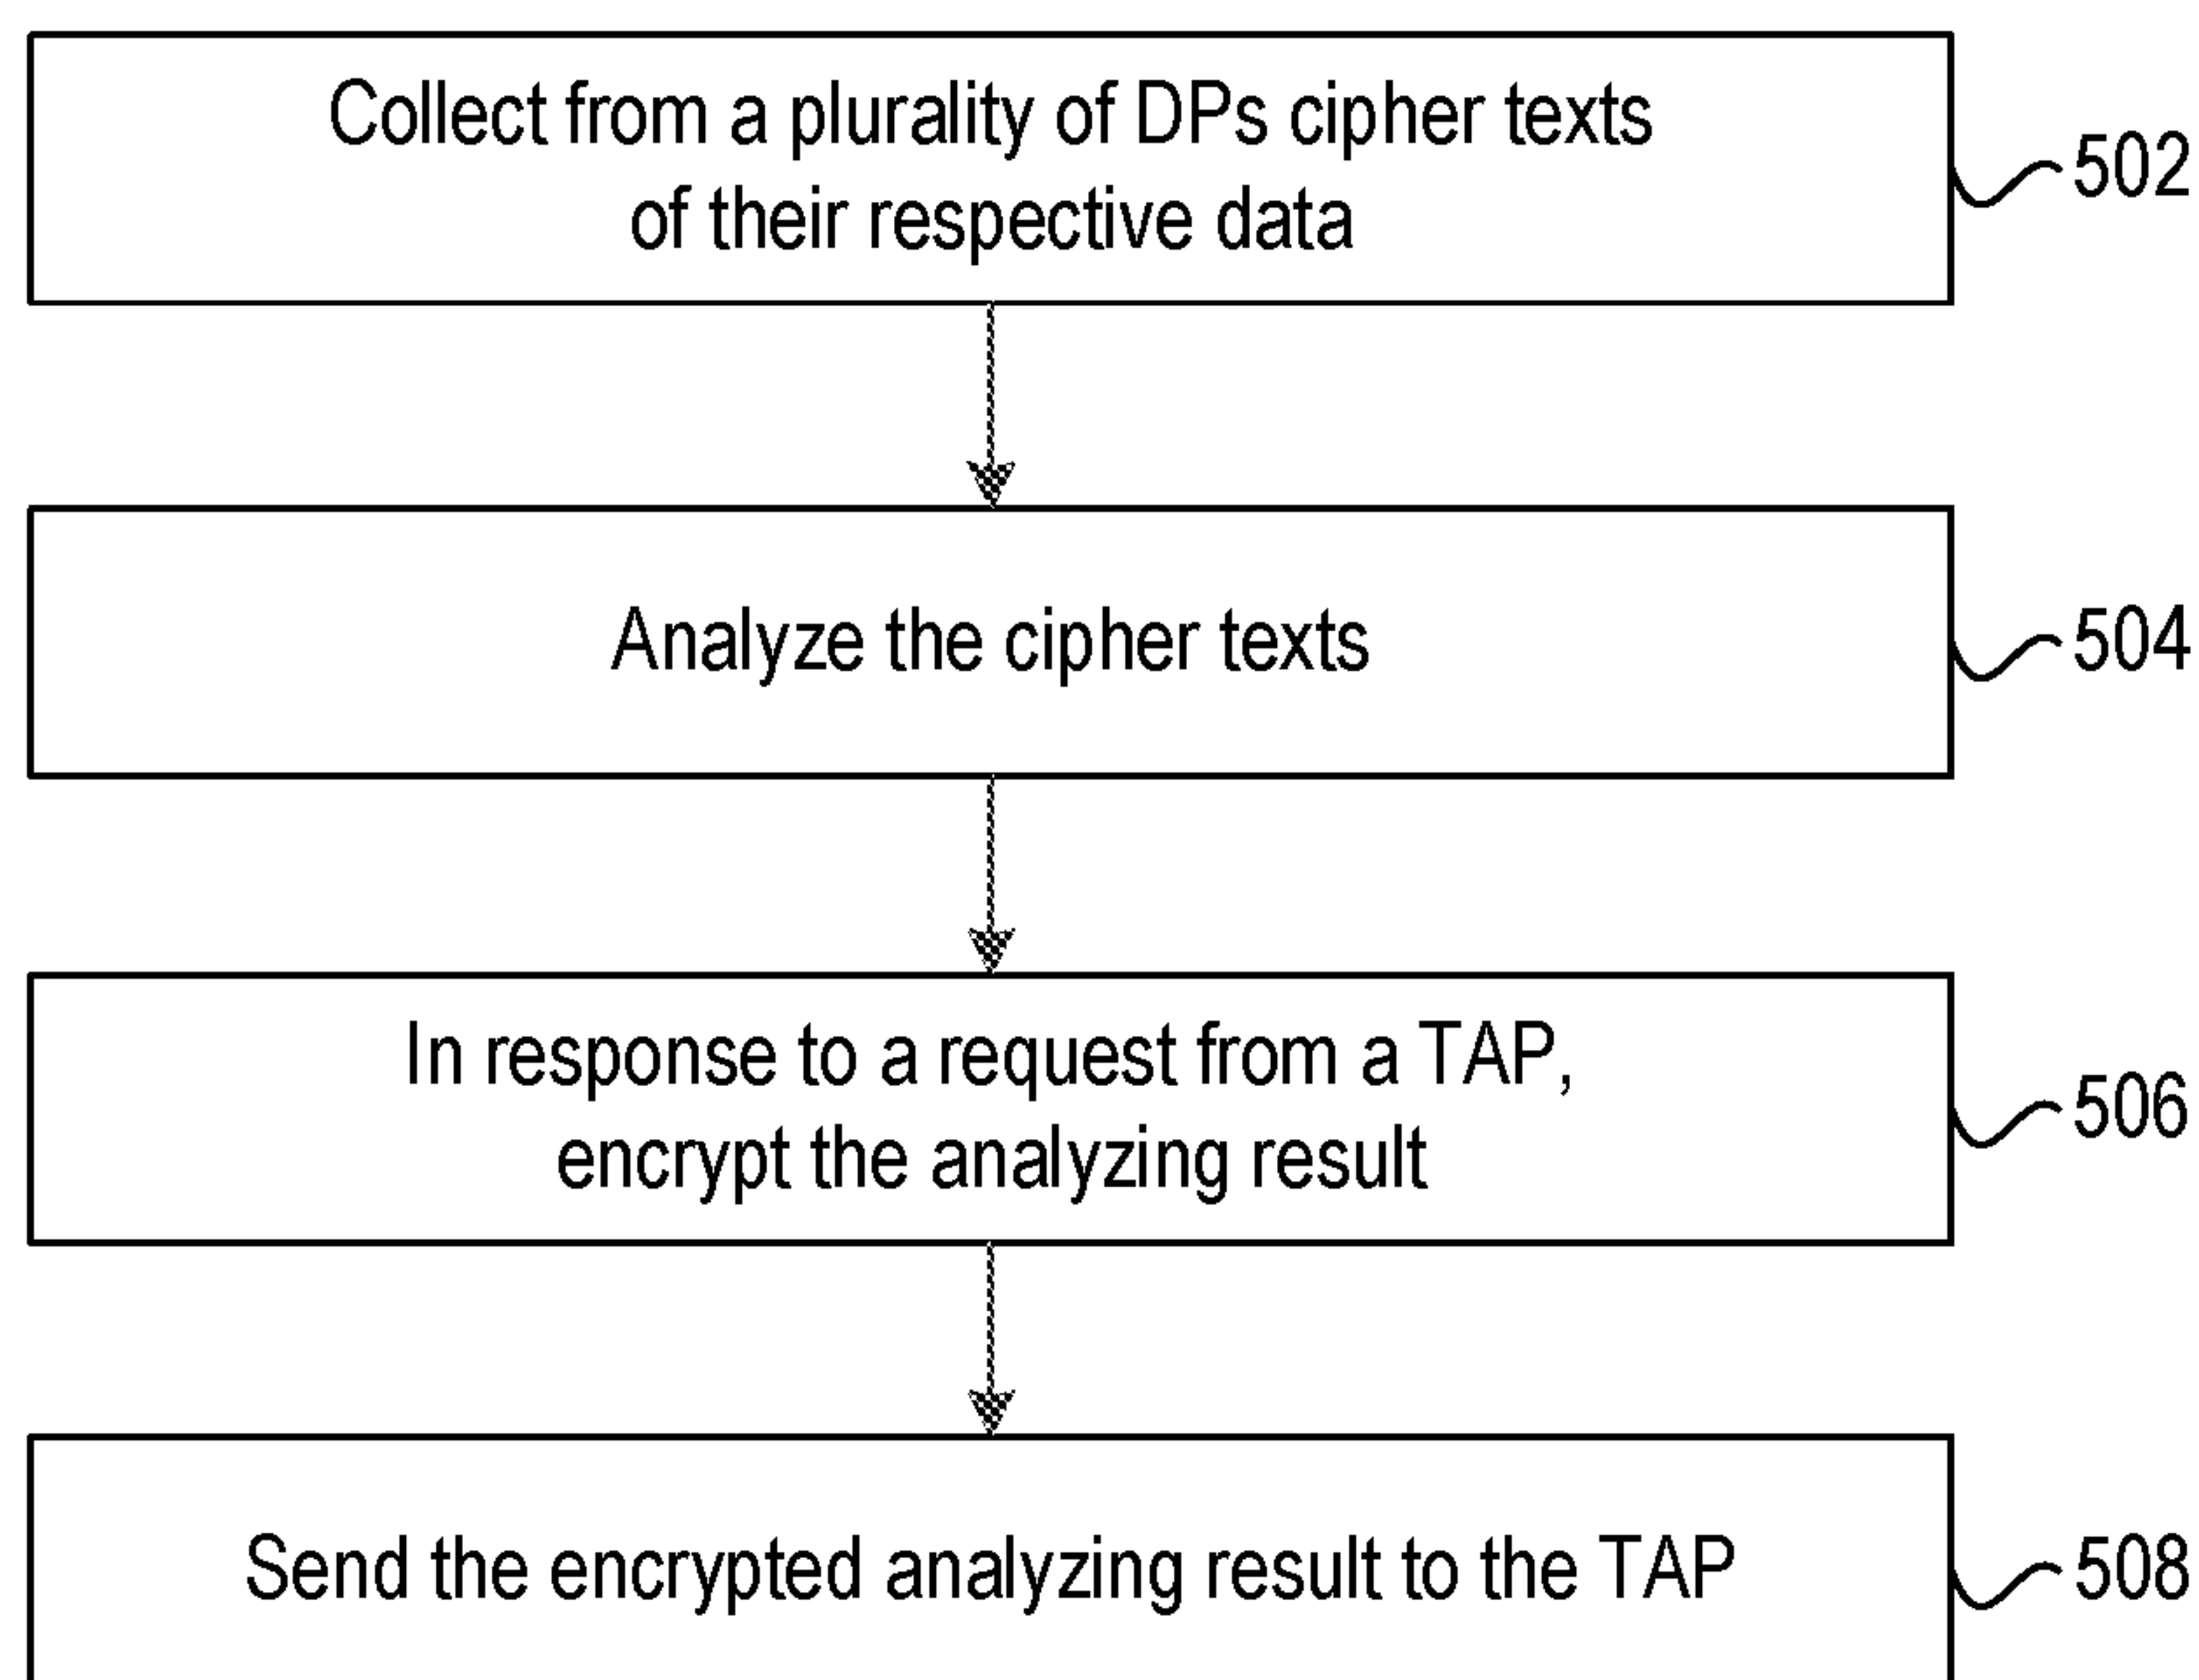 Collect from a plurality of DPs cipher texts
of their respective data
502
Analyze the cipher texts
504
In response to a request from a TAP,
encrypt the analyzing result
506
Send the encrypted analyzing result to the TAP
508